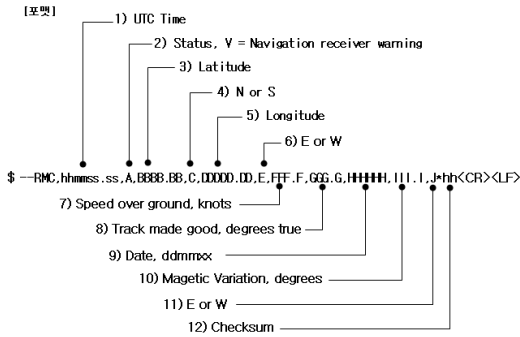 [포맷]
1) UTC Time
2) Status, V = Navigation receiver warning
3) Latitude
4) N or S
5) Longitude
6) E or W
$ --RMC,hhmmss.ss,A,BBBB.BB,C,DDDDD.DD,E,FFF.F,GGG.G,HHHHHH,III.I,J*hh<CR><LF>
7) Speed over ground, knots
8) Track made good, degrees true
9) Date, ddmmxx
10) Magetic Variation, degrees
11) E or W
12) Checksum